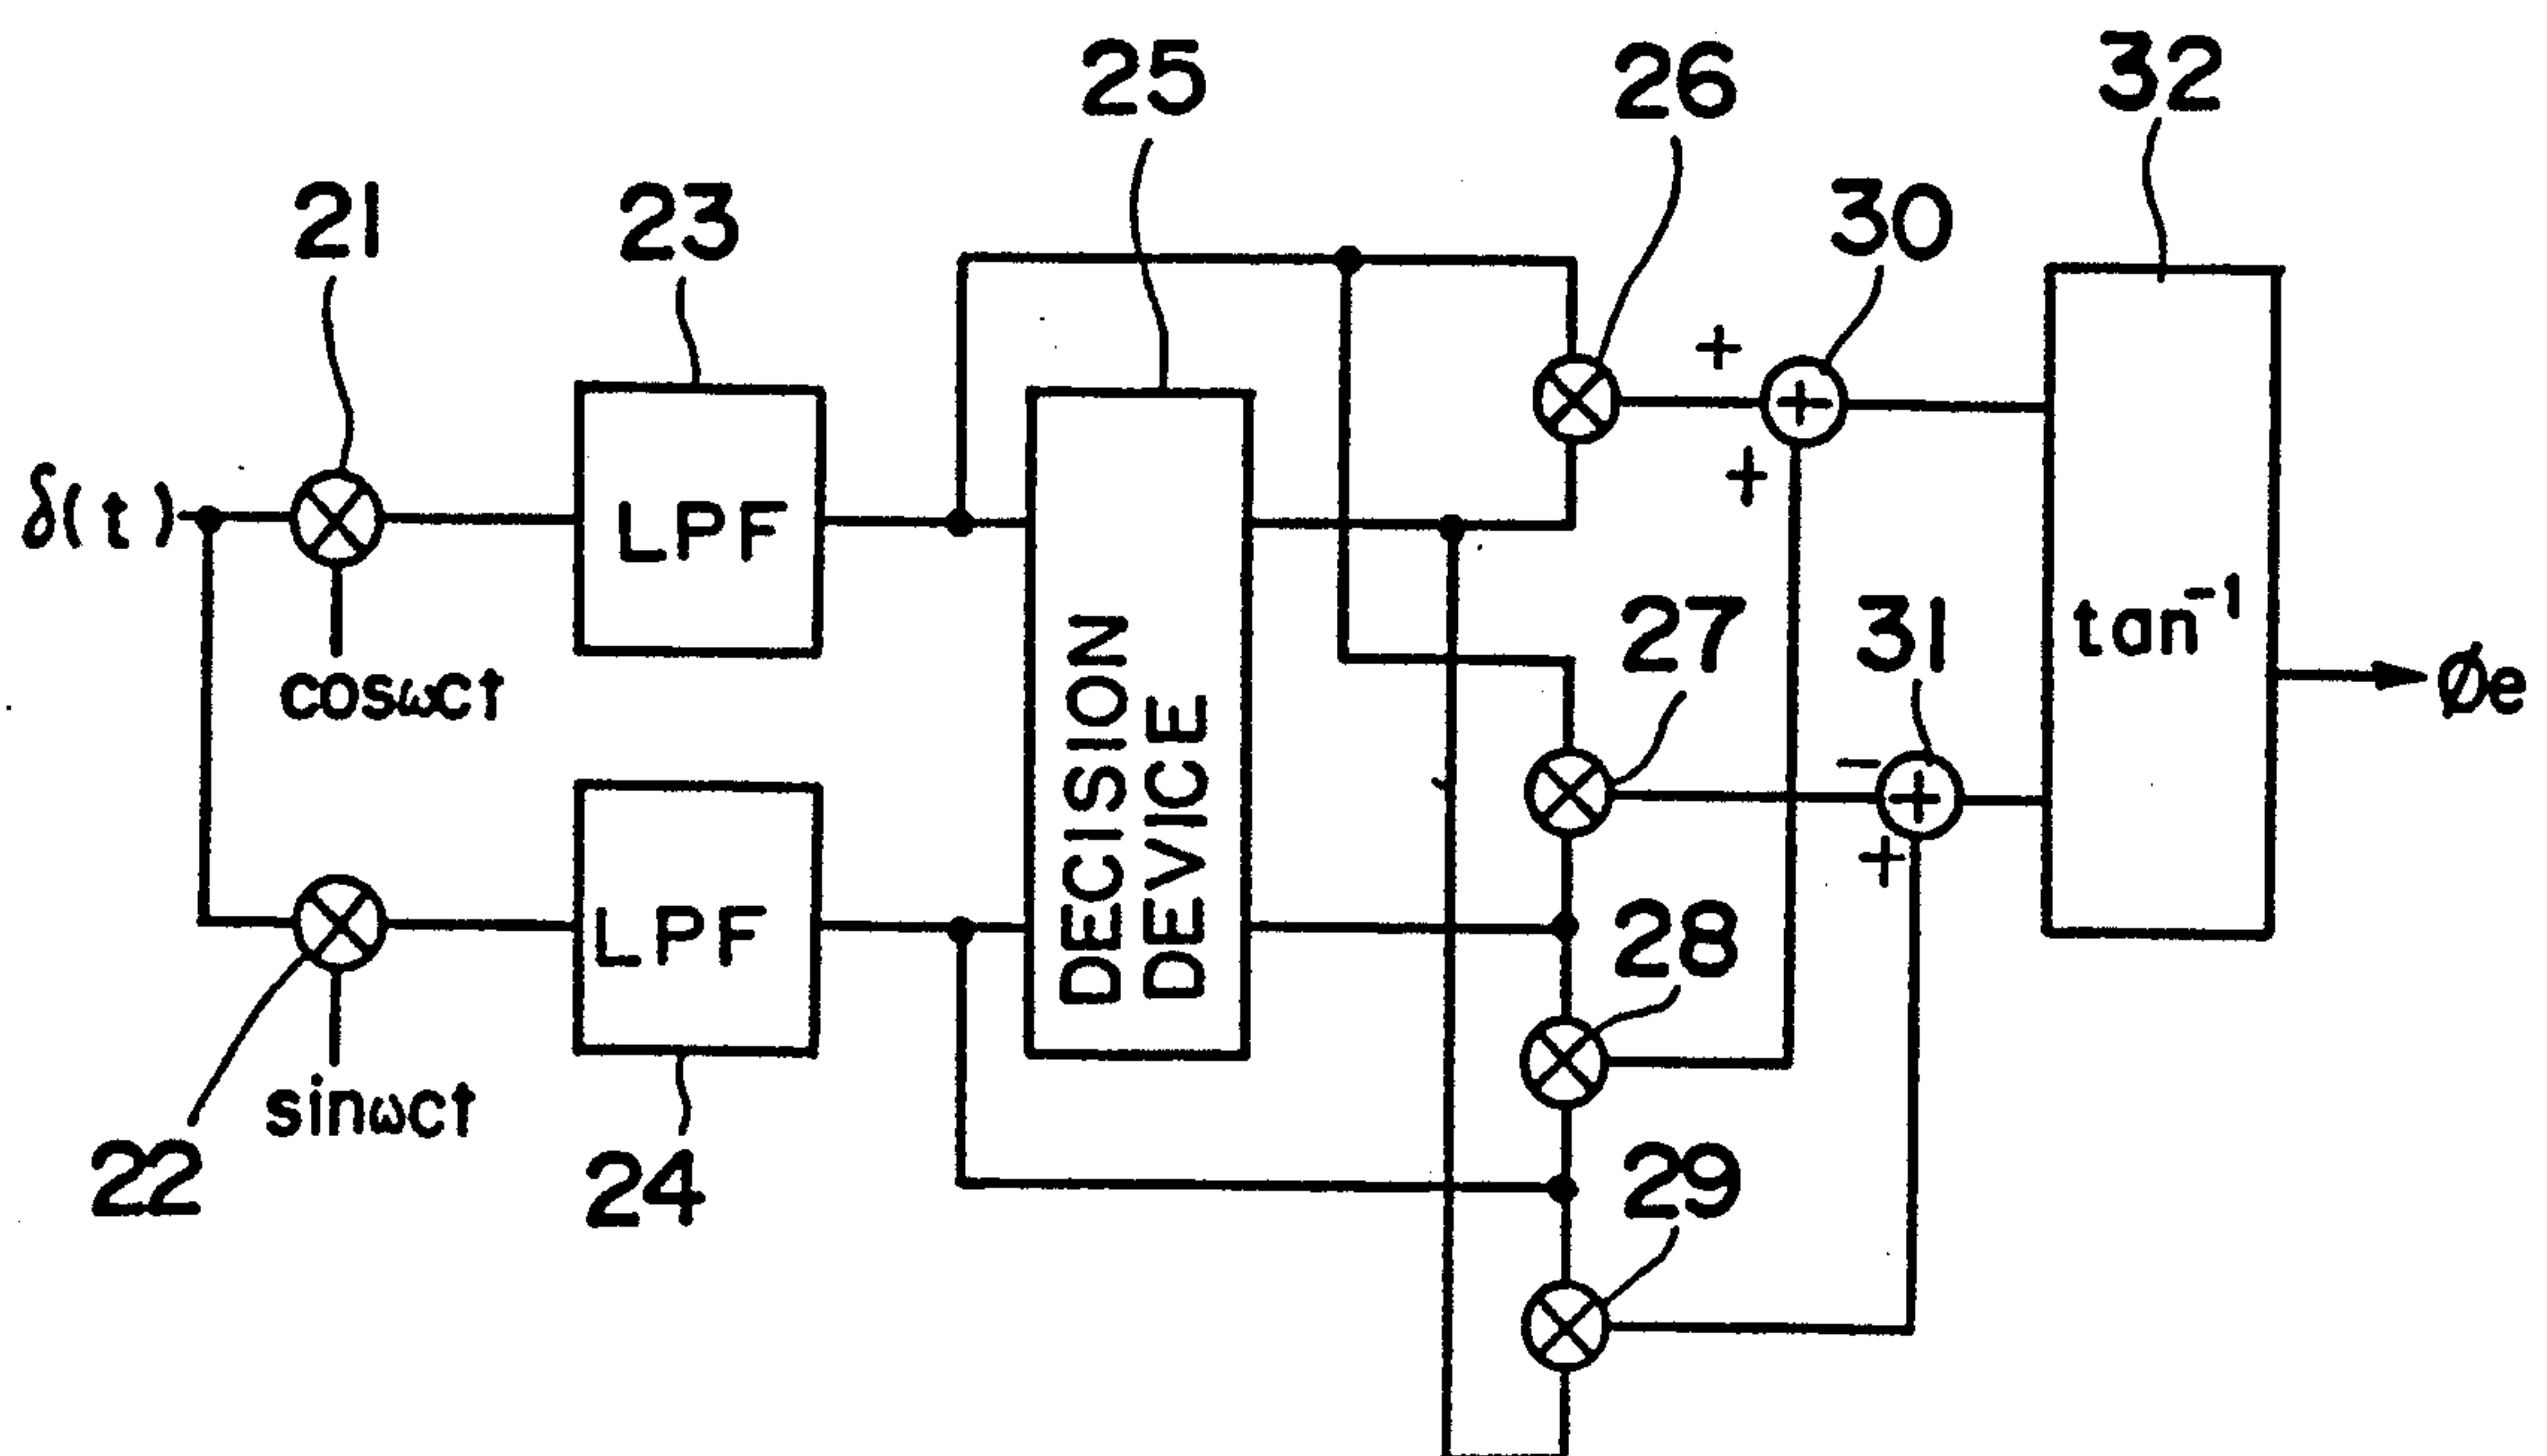 25
26
32
21
23
30
+
+
δ(t)
LPF
cosωct
27
31
tan⁻¹
φe
DECISION
DEVICE
−
+
28
LPF
sinωct
22
24
29